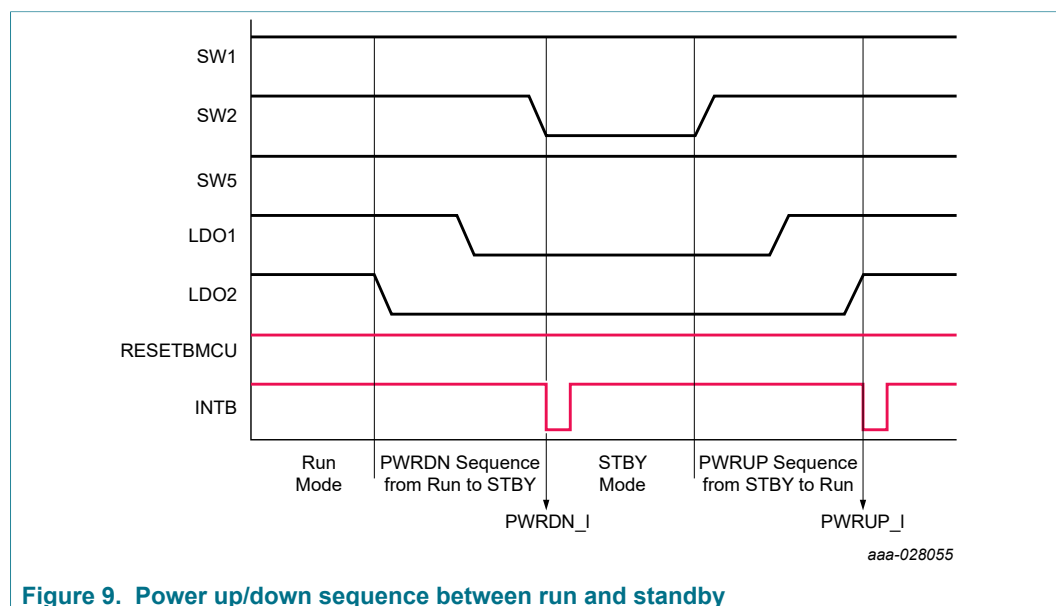 SW1
SW2
SW5
LDO1
LDO2
RESETBMCU
INTB
Run
Mode
PWRDN Sequence
from Run to STBY
STBY
Mode
PWRUP Sequence
from STBY to Run
PWRDN_I
PWRUP_I
aaa-028055
Figure 9. Power up/down sequence between run and standby